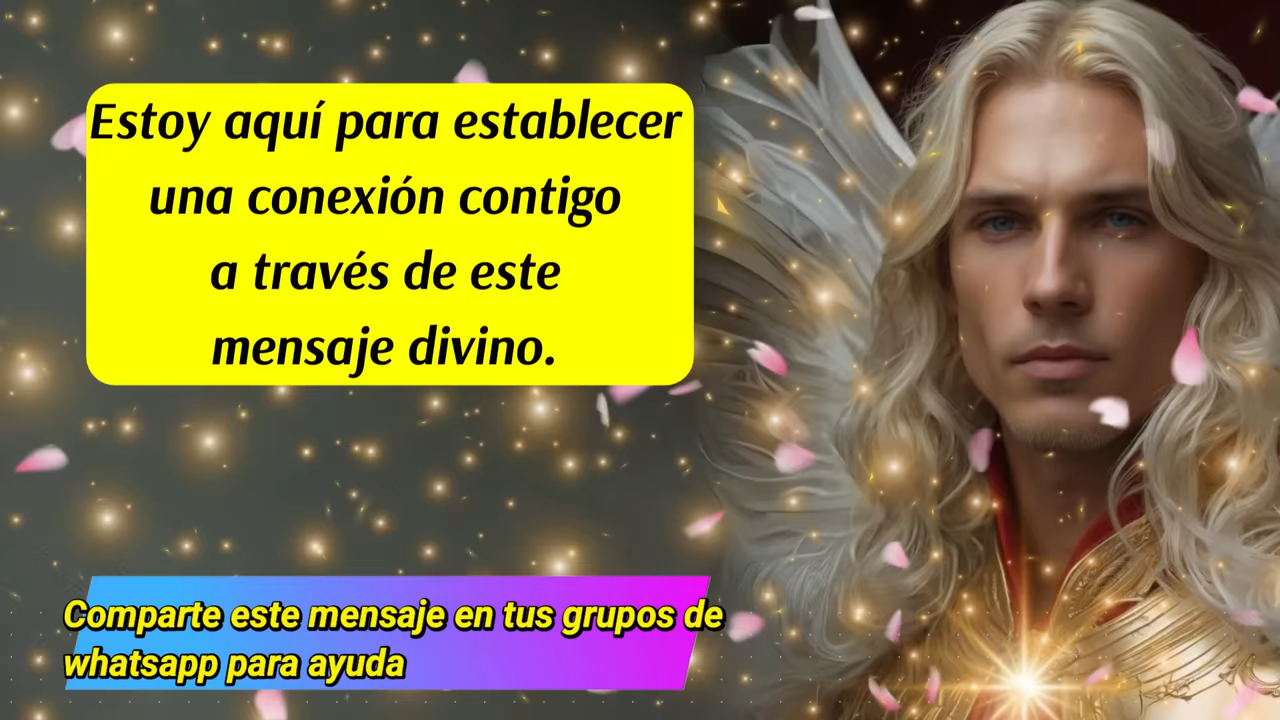 Estoy aquí para establecer
una conexión contigo
a través de este
mensaje divino.
Comparte este mensaje en tus grupos de
whatsapp para ayuda